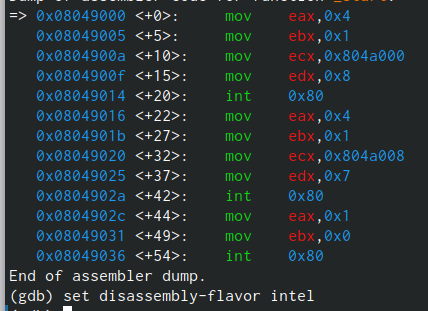 => 0x08049000 <+0>: mov eax,0x4
0x08049005 <+5>: mov ebx,0x1
0x0804900a <+10>: mov ecx,0x804a000
0x0804900f <+15>: mov edx,0x8
0x08049014 <+20>: int 0x80
0x08049016 <+22>: mov eax,0x4
0x0804901b <+27>: mov ebx,0x1
0x08049020 <+32>: mov ecx,0x804a008
0x08049025 <+37>: mov edx,0x7
0x0804902a <+42>: int 0x80
0x0804902c <+44>: mov eax,0x1
0x08049031 <+49>: mov ebx,0x0
0x08049036 <+54>: int 0x80
End of assembler dump.
(gdb) set disassembly-flavor intel